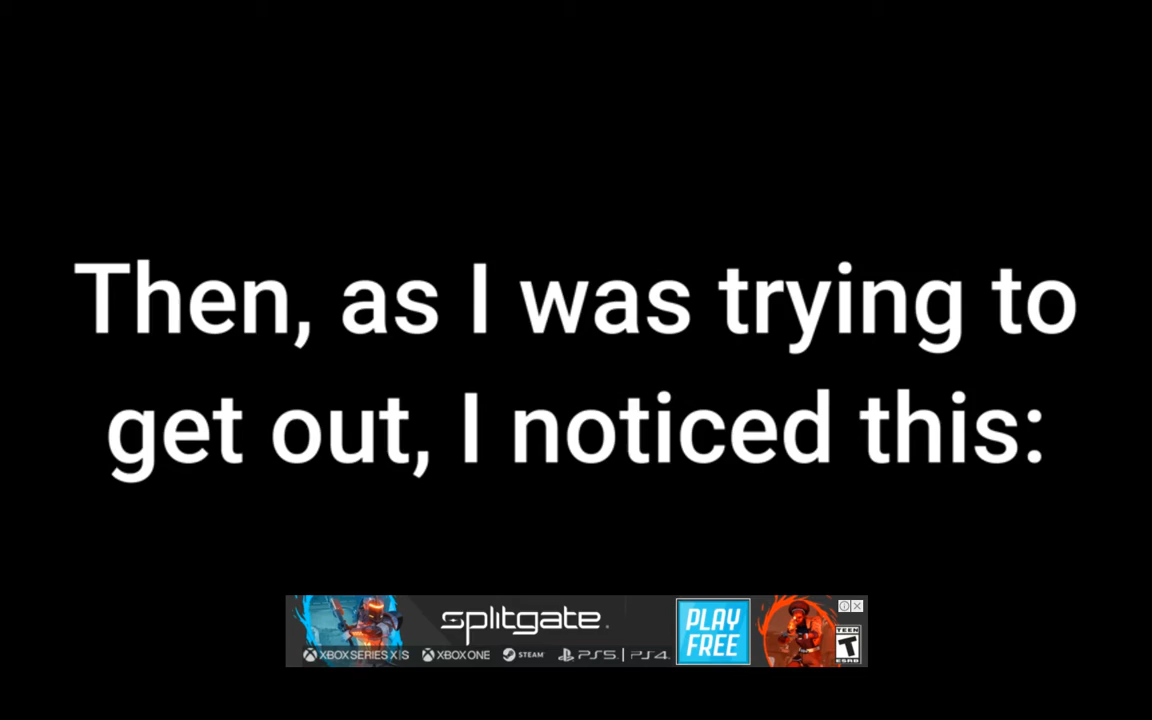 Then, as I was trying to
get out, I noticed this:
splitgate.
XBOX SERIES X|S XBOX ONE STEAM PS5. | PS4.
PLAY
FREE
TEEN
T
ESRB